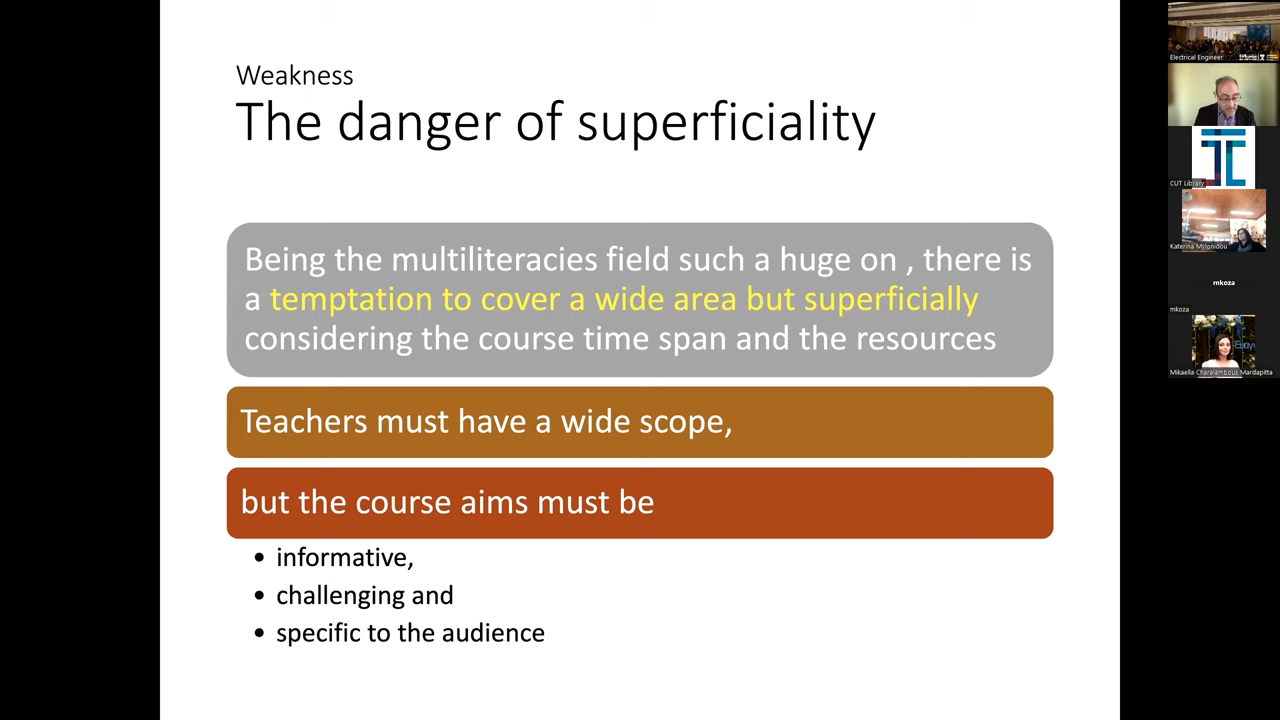 Weakness
The danger of superficiality
Being the multiliteracies field such a huge on , there is
a temptation to cover a wide area but superficially
considering the course time span and the resources
Teachers must have a wide scope,
but the course aims must be
• informative,
• challenging and
• specific to the audience
Electrical Engineer
CUT Library
Katerina Mylonidou
mkoza
mkoza
Mikaella Charalambous Mardapitta